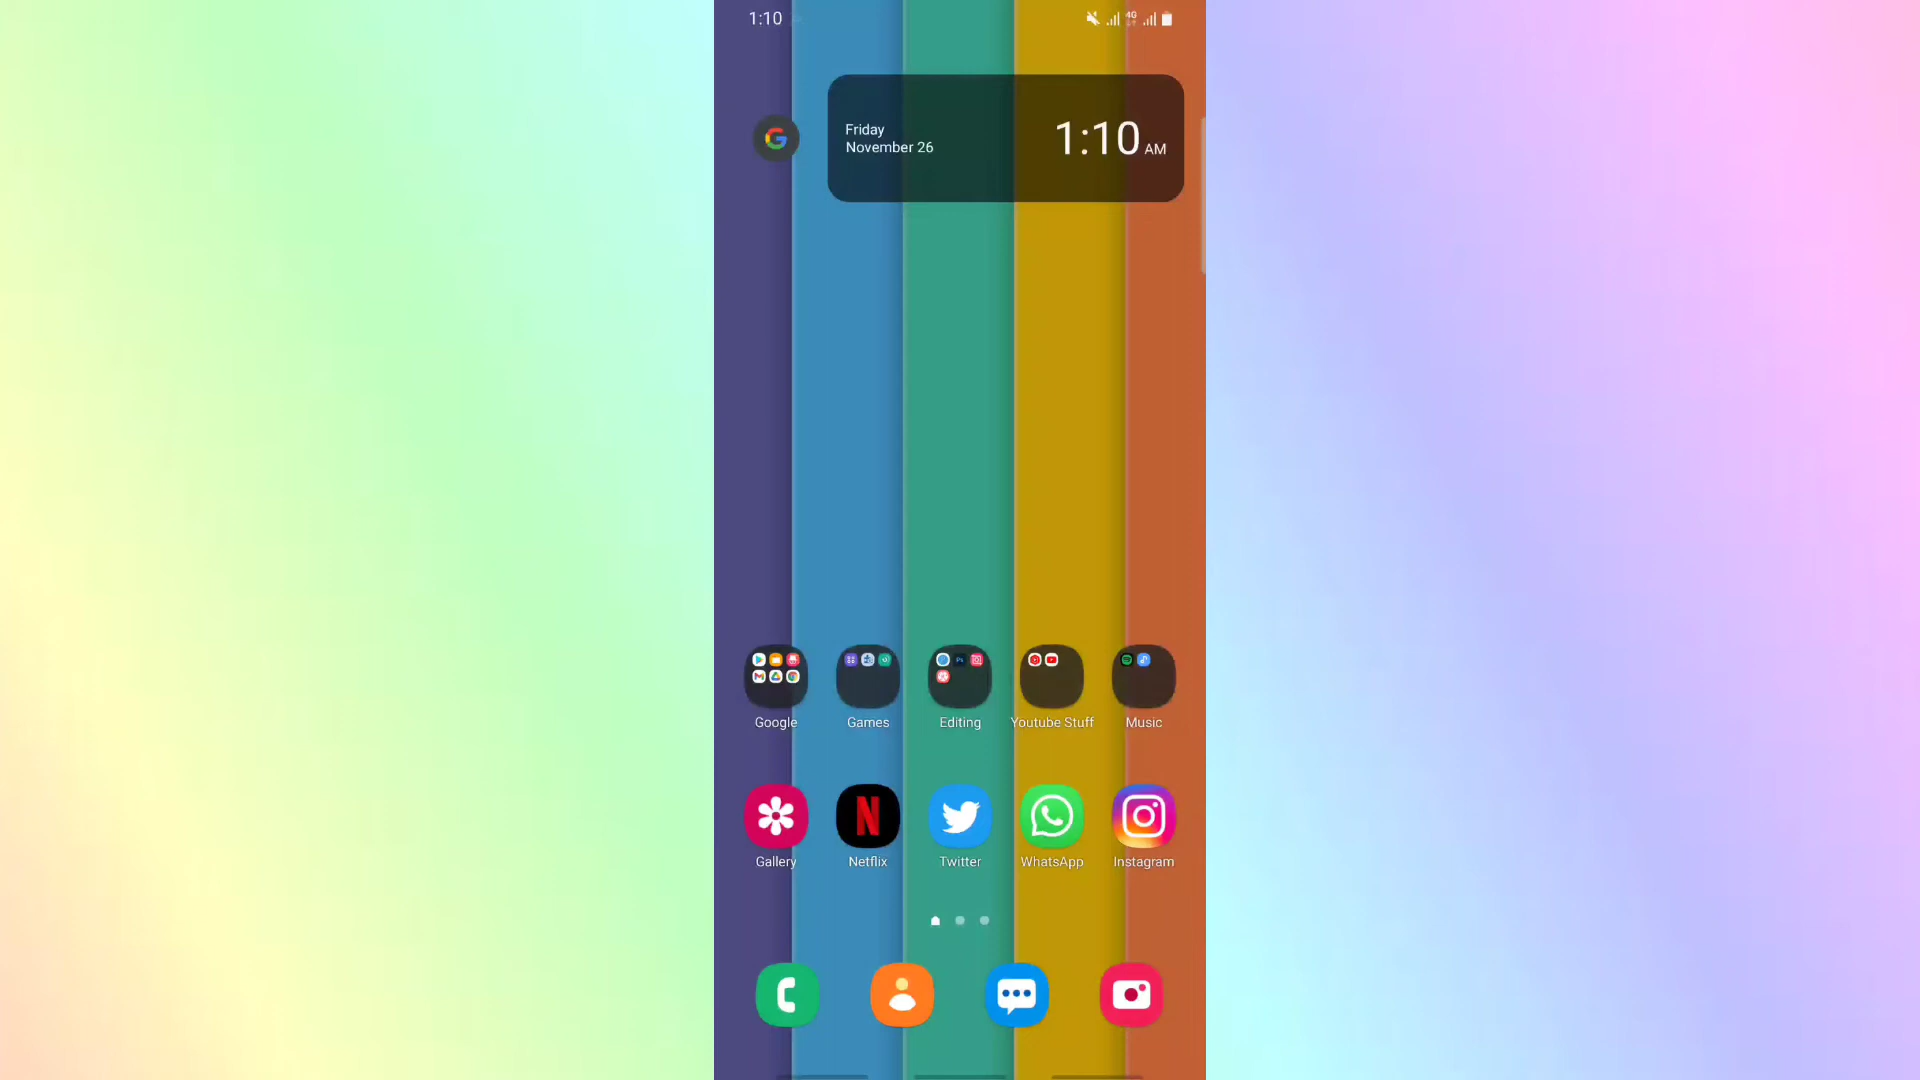 1:10
4G
Friday
November 26
1:10 AM
Google
Games
Editing
Youtube Stuff
Music
Gallery
Netflix
Twitter
WhatsApp
Instagram